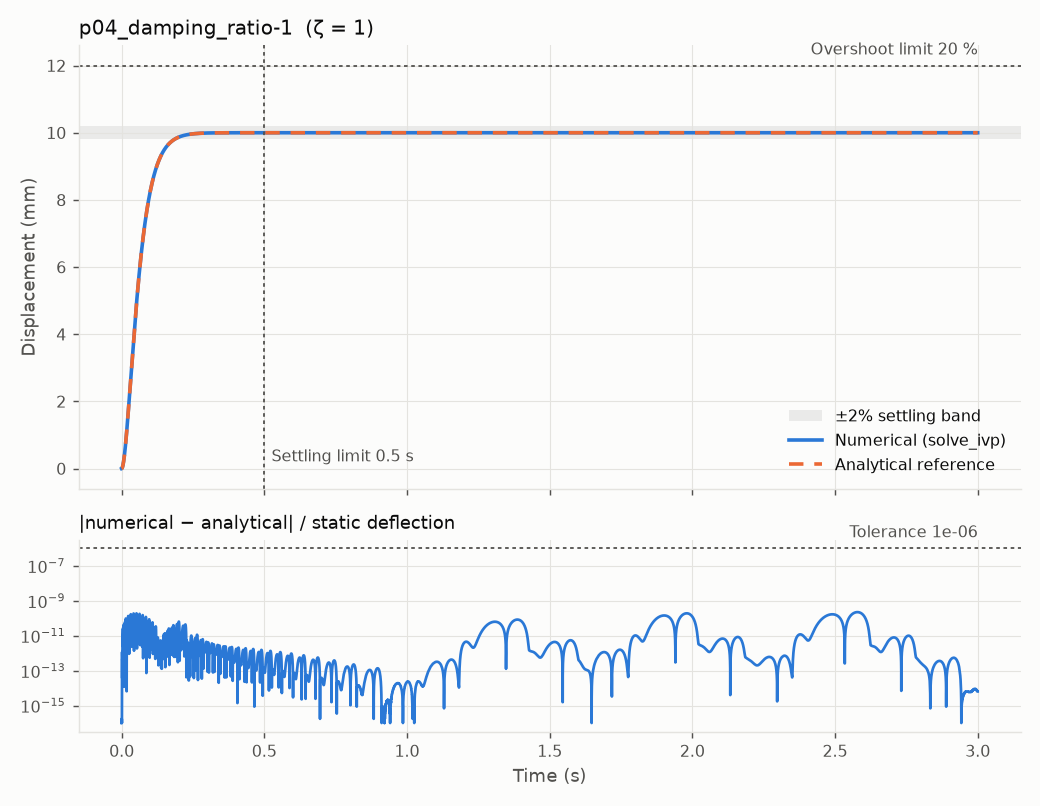 p04_damping_ratio-1  (ζ = 1)
Overshoot limit 20 %
12
10
8
6
4
2
0
Displacement (mm)
Settling limit 0.5 s
±2% settling band
Numerical (solve_ivp)
Analytical reference
|numerical − analytical| / static deflection
Tolerance 1e-06
10⁻⁷
10⁻⁹
10⁻¹¹
10⁻¹³
10⁻¹⁵
0.0 0.5 1.0 1.5 2.0 2.5 3.0
Time (s)